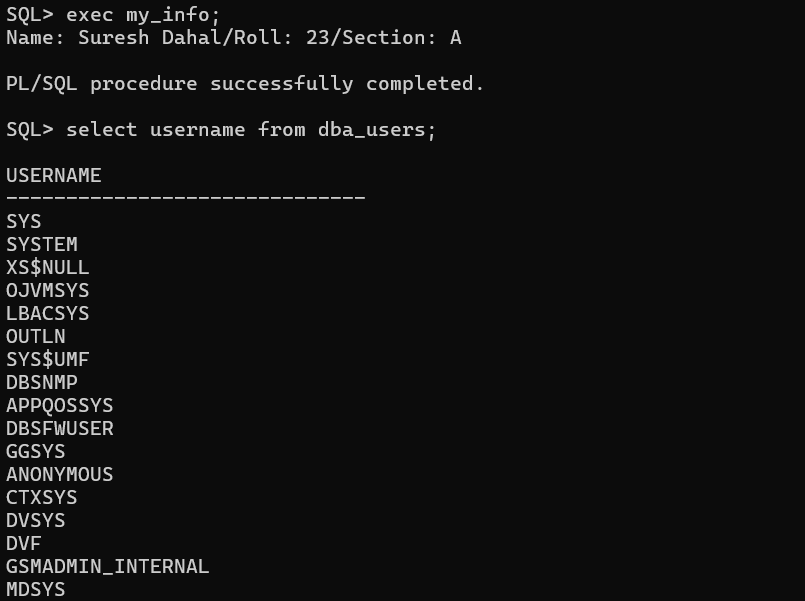 SQL> exec my_info;
Name: Suresh Dahal/Roll: 23/Section: A
PL/SQL procedure successfully completed.
SQL> select username from dba_users;
USERNAME
------------------------------
SYS
SYSTEM
XS$NULL
OJVMSYS
LBACSYS
OUTLN
SYS$UMF
DBSNMP
APPQOSSYS
DBSFWUSER
GGSYS
ANONYMOUS
CTXSYS
DVSYS
DVF
GSMADMIN_INTERNAL
MDSYS